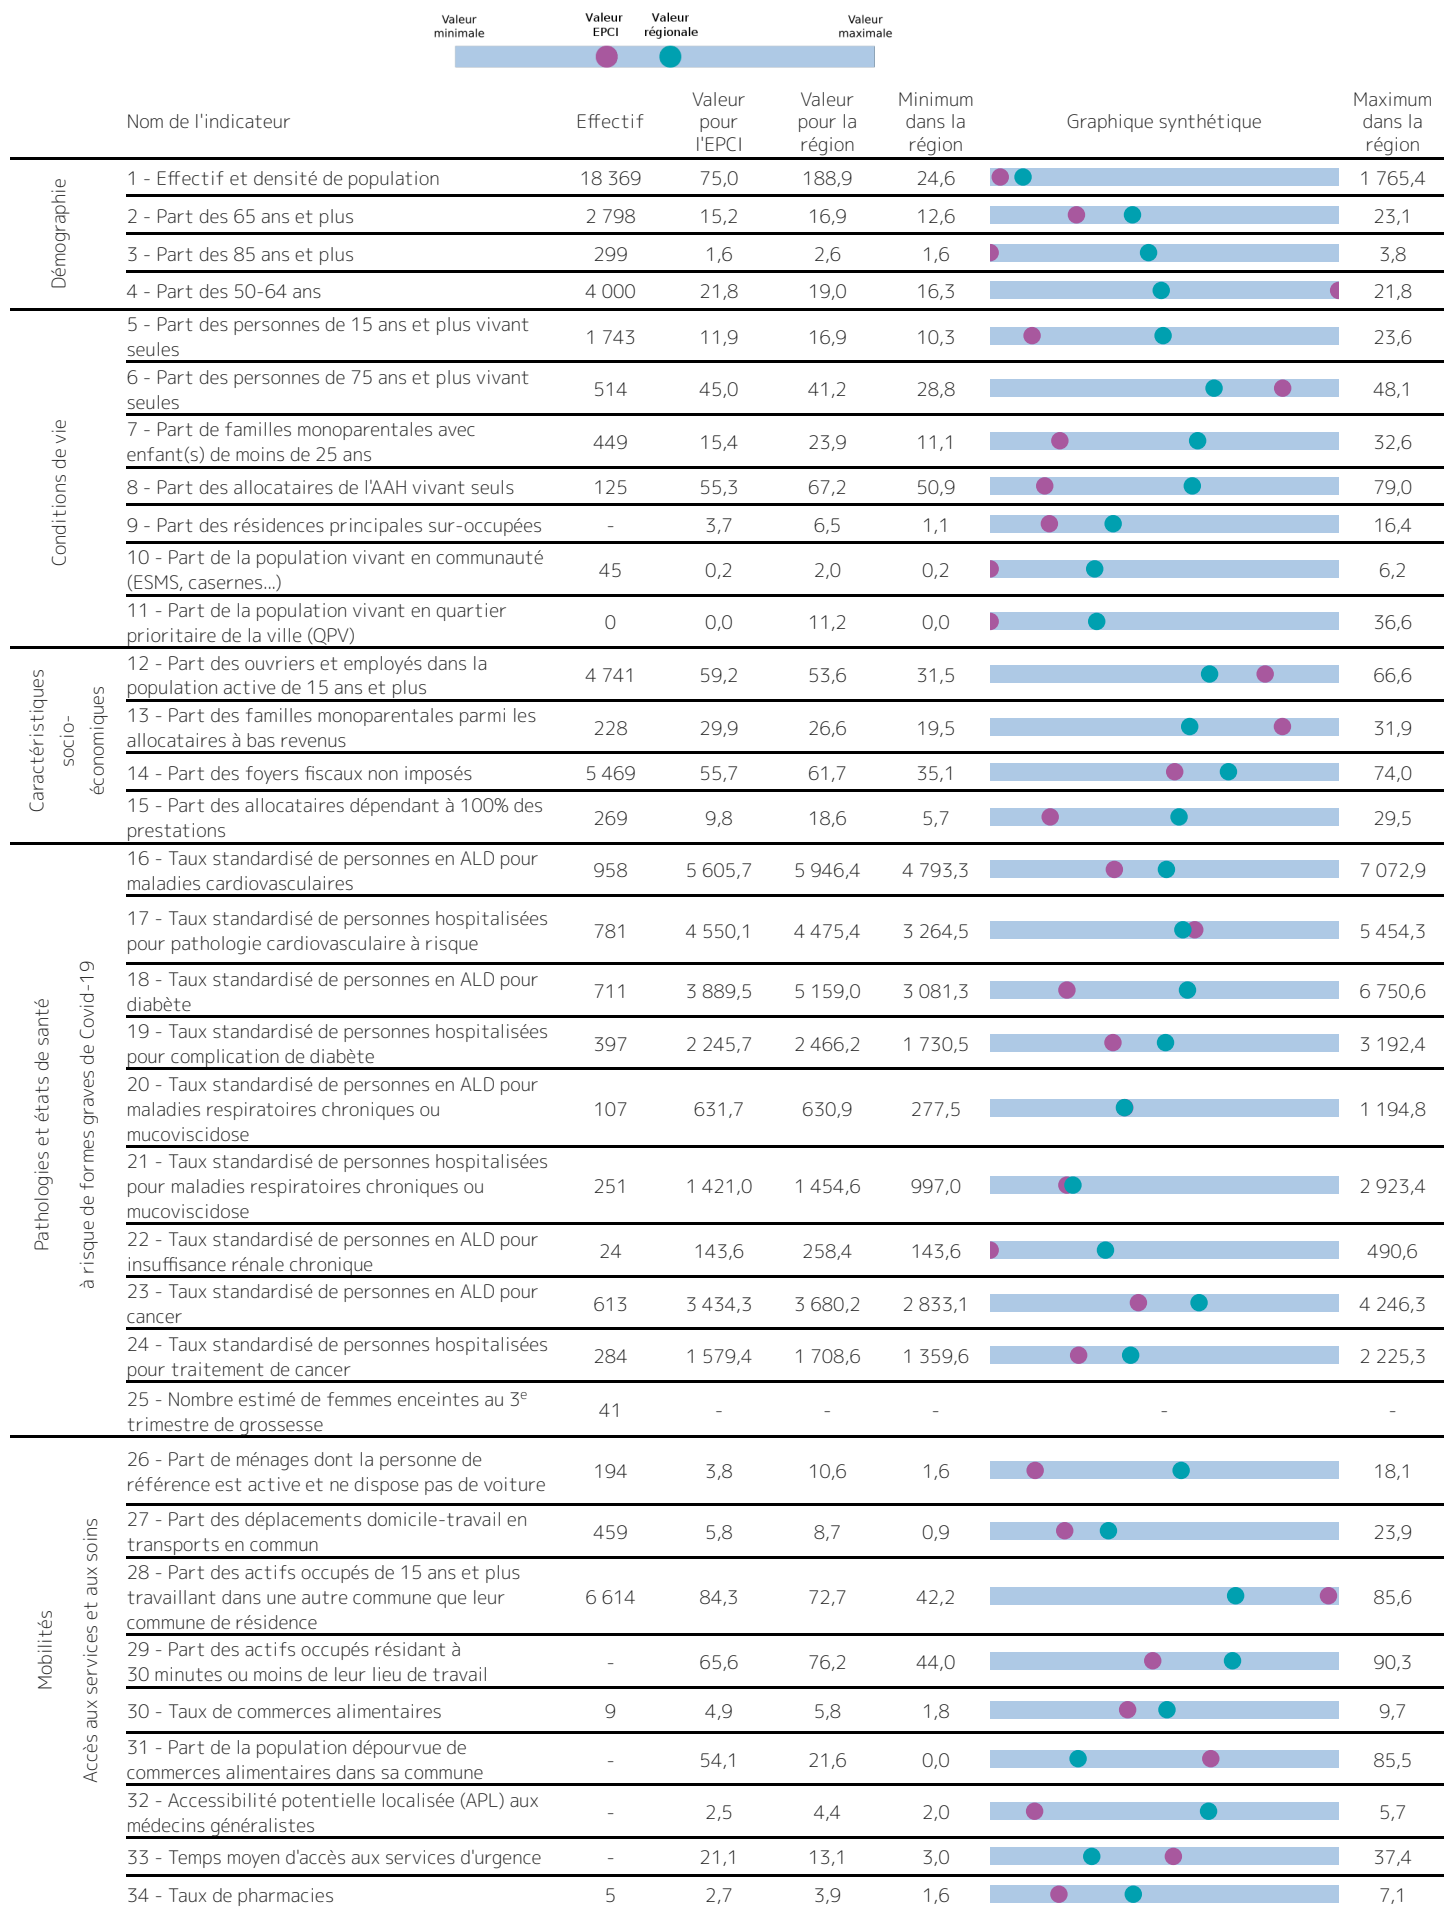 Valeur minimale
Valeur EPCI
Valeur régionale
Valeur maximale
Nom de l'indicateur
Effectif
Valeur pour l'EPCI
Valeur pour la région
Minimum dans la région
Graphique synthétique
Maximum dans la région
Démographie
1 - Effectif et densité de population 18 369 75,0 188,9 24,6 1 765,4
2 - Part des 65 ans et plus 2 798 15,2 16,9 12,6 23,1
3 - Part des 85 ans et plus 299 1,6 2,6 1,6 3,8
4 - Part des 50-64 ans 4 000 21,8 19,0 16,3 21,8
Conditions de vie
5 - Part des personnes de 15 ans et plus vivant
seules 1 743 11,9 16,9 10,3 23,6
6 - Part des personnes de 75 ans et plus vivant
seules 514 45,0 41,2 28,8 48,1
7 - Part de familles monoparentales avec
enfant(s) de moins de 25 ans 449 15,4 23,9 11,1 32,6
8 - Part des allocataires de l'AAH vivant seuls 125 55,3 67,2 50,9 79,0
9 - Part des résidences principales sur-occupées - 3,7 6,5 1,1 16,4
10 - Part de la population vivant en communauté
(ESMS, casernes...) 45 0,2 2,0 0,2 6,2
11 - Part de la population vivant en quartier
prioritaire de la ville (QPV) 0 0,0 11,2 0,0 36,6
Caractéristiques
socio-
économiques
12 - Part des ouvriers et employés dans la
population active de 15 ans et plus 4 741 59,2 53,6 31,5 66,6
13 - Part des familles monoparentales parmi les
allocataires à bas revenus 228 29,9 26,6 19,5 31,9
14 - Part des foyers fiscaux non imposés 5 469 55,7 61,7 35,1 74,0
15 - Part des allocataires dépendant à 100% des
prestations 269 9,8 18,6 5,7 29,5
Pathologies et états de santé
à risque de formes graves de Covid-19
16 - Taux standardisé de personnes en ALD pour
maladies cardiovasculaires 958 5 605,7 5 946,4 4 793,3 7 072,9
17 - Taux standardisé de personnes hospitalisées
pour pathologie cardiovasculaire à risque 781 4 550,1 4 475,4 3 264,5 5 454,3
18 - Taux standardisé de personnes en ALD pour
diabète 711 3 889,5 5 159,0 3 081,3 6 750,6
19 - Taux standardisé de personnes hospitalisées
pour complication de diabète 397 2 245,7 2 466,2 1 730,5 3 192,4
20 - Taux standardisé de personnes en ALD pour
maladies respiratoires chroniques ou
mucoviscidose 107 631,7 630,9 277,5 1 194,8
21 - Taux standardisé de personnes hospitalisées
pour maladies respiratoires chroniques ou
mucoviscidose 251 1 421,0 1 454,6 997,0 2 923,4
22 - Taux standardisé de personnes en ALD pour
insuffisance rénale chronique 24 143,6 258,4 143,6 490,6
23 - Taux standardisé de personnes en ALD pour
cancer 613 3 434,3 3 680,2 2 833,1 4 246,3
24 - Taux standardisé de personnes hospitalisées
pour traitement de cancer 284 1 579,4 1 708,6 1 359,6 2 225,3
25 - Nombre estimé de femmes enceintes au 3e
trimestre de grossesse 41 - - - - -
Mobilités
Accès aux services et aux soins
26 - Part de ménages dont la personne de
référence est active et ne dispose pas de voiture 194 3,8 10,6 1,6 18,1
27 - Part des déplacements domicile-travail en
transports en commun 459 5,8 8,7 0,9 23,9
28 - Part des actifs occupés de 15 ans et plus
travaillant dans une autre commune que leur
commune de résidence 6 614 84,3 72,7 42,2 85,6
29 - Part des actifs occupés résidant à
30 minutes ou moins de leur lieu de travail - 65,6 76,2 44,0 90,3
30 - Taux de commerces alimentaires 9 4,9 5,8 1,8 9,7
31 - Part de la population dépourvue de
commerces alimentaires dans sa commune - 54,1 21,6 0,0 85,5
32 - Accessibilité potentielle localisée (APL) aux
médecins généralistes - 2,5 4,4 2,0 5,7
33 - Temps moyen d'accès aux services d'urgence - 21,1 13,1 3,0 37,4
34 - Taux de pharmacies 5 2,7 3,9 1,6 7,1